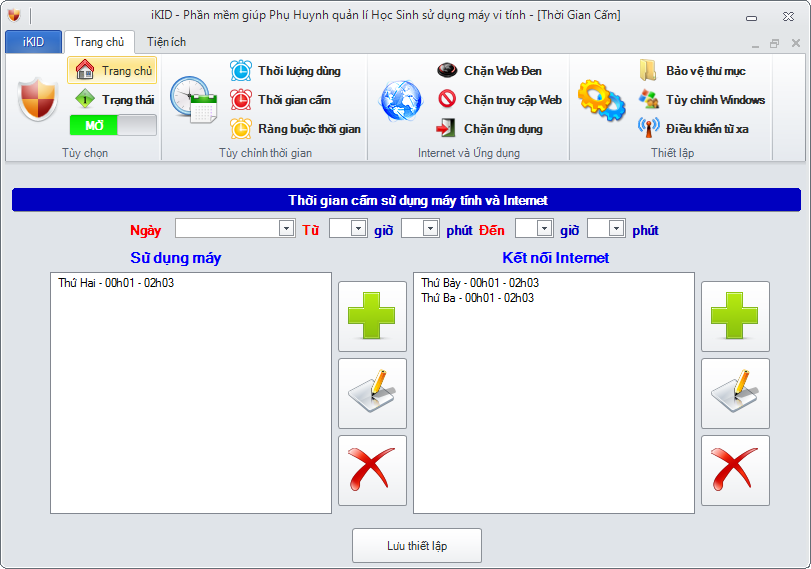 iKID - Phần mềm giúp Phụ Huynh quản lí Học Sinh sử dụng máy vi tính - [Thời Gian Cấm]
iKID Trang chủ Tiện ích
Trang chủ
Trạng thái
MỞ
Tùy chọn
Thời lượng dùng
Thời gian cấm
Ràng buộc thời gian
Tùy chỉnh thời gian
Chặn Web Đen
Chặn truy cập Web
Chặn ứng dụng
Internet và Ứng dụng
Bảo vệ thư mục
Tùy chỉnh Windows
Điều khiển từ xa
Thiết lập
Thời gian cấm sử dụng máy tính và Internet
Ngày Từ giờ phút Đến giờ phút
Sử dụng máy
Thứ Hai - 00h01 - 02h03
Kết nối Internet
Thứ Bảy - 00h01 - 02h03
Thứ Ba - 00h01 - 02h03
Lưu thiết lập